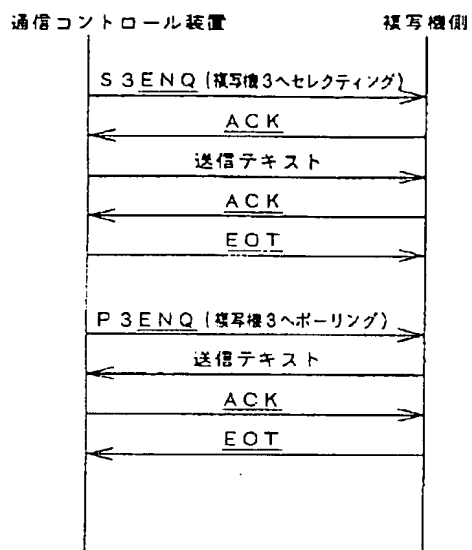 通信コントロール装置 複写機側
S3ENQ(複写機3へセレクティング)
ACK
送信テキスト
ACK
EOT
P3ENQ(複写機3へポーリング)
送信テキスト
ACK
EOT